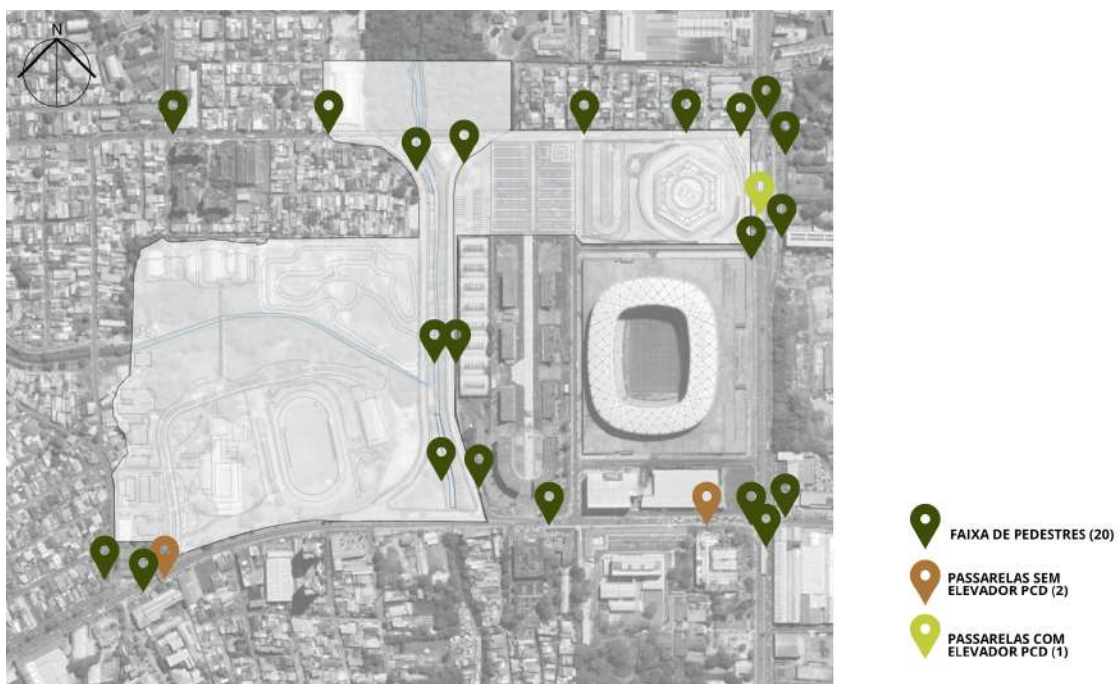 N
FAIXA DE PEDESTRES (20)
PASSARELAS SEM
ELEVADOR PCD (2)
PASSARELAS COM
ELEVADOR PCD (1)